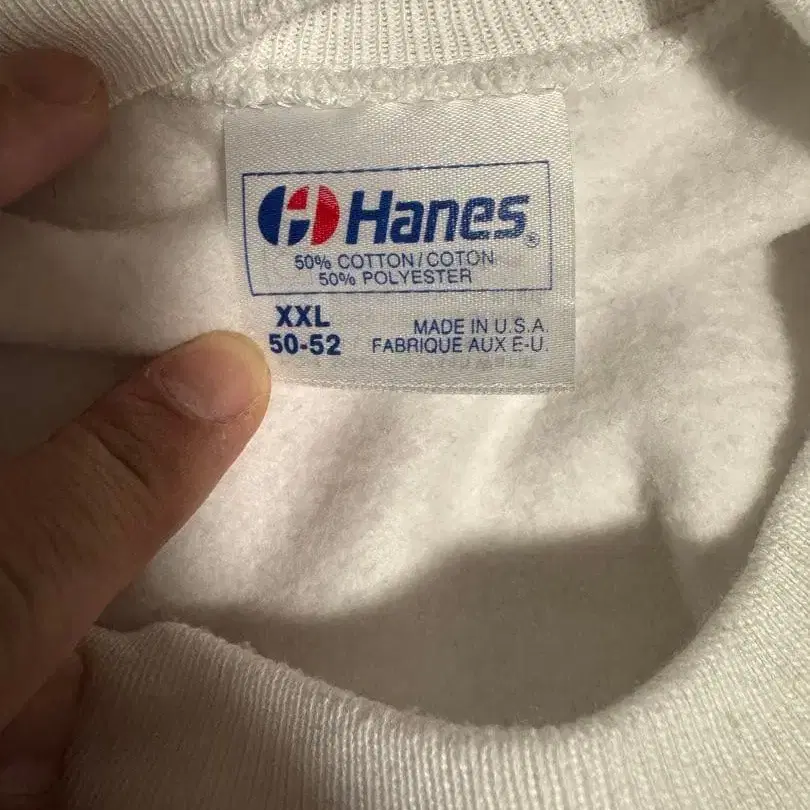 Hanes®
50% COTTON/COTON
50% POLYESTER
XXL
50-52
MADE IN U.S.A.
FABRIQUE AUX E-U.